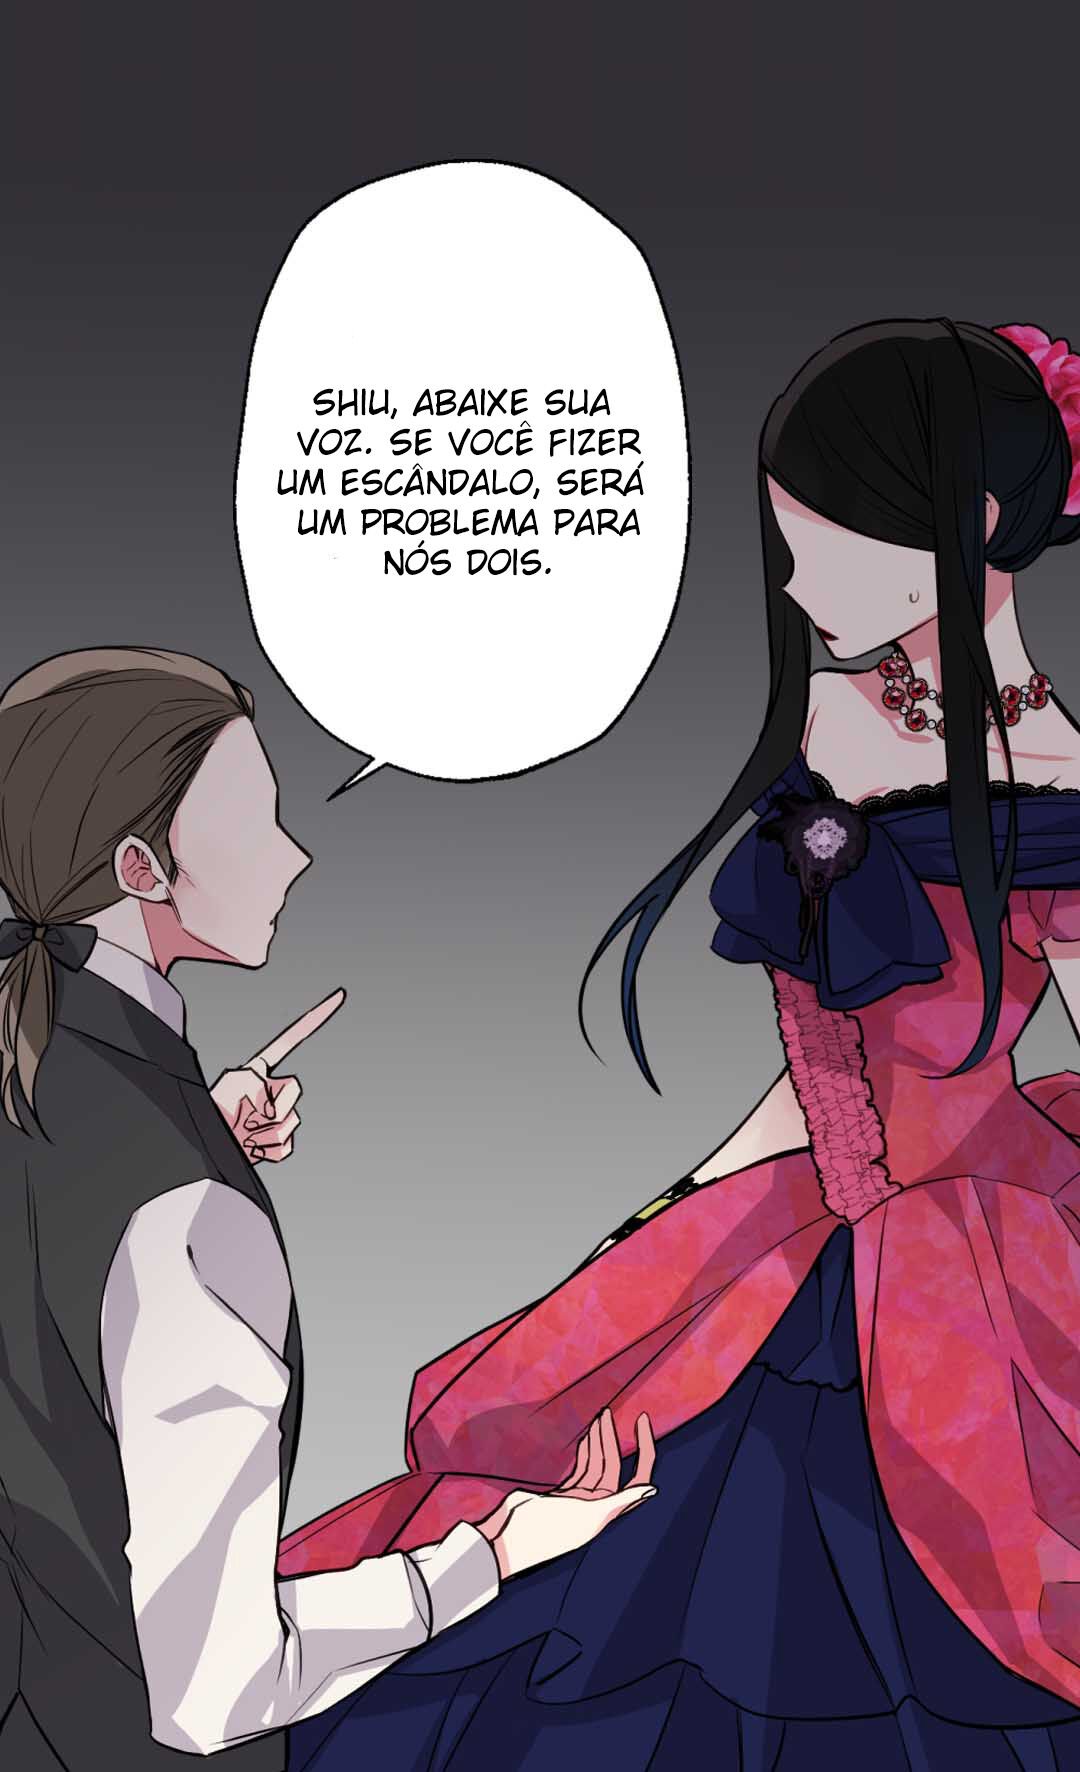 SHIU, ABAIXE SUA
VOZ. SE VOCÊ FIZER
UM ESCÂNDALO, SERÁ
UM PROBLEMA PARA
NÓS DOIS.